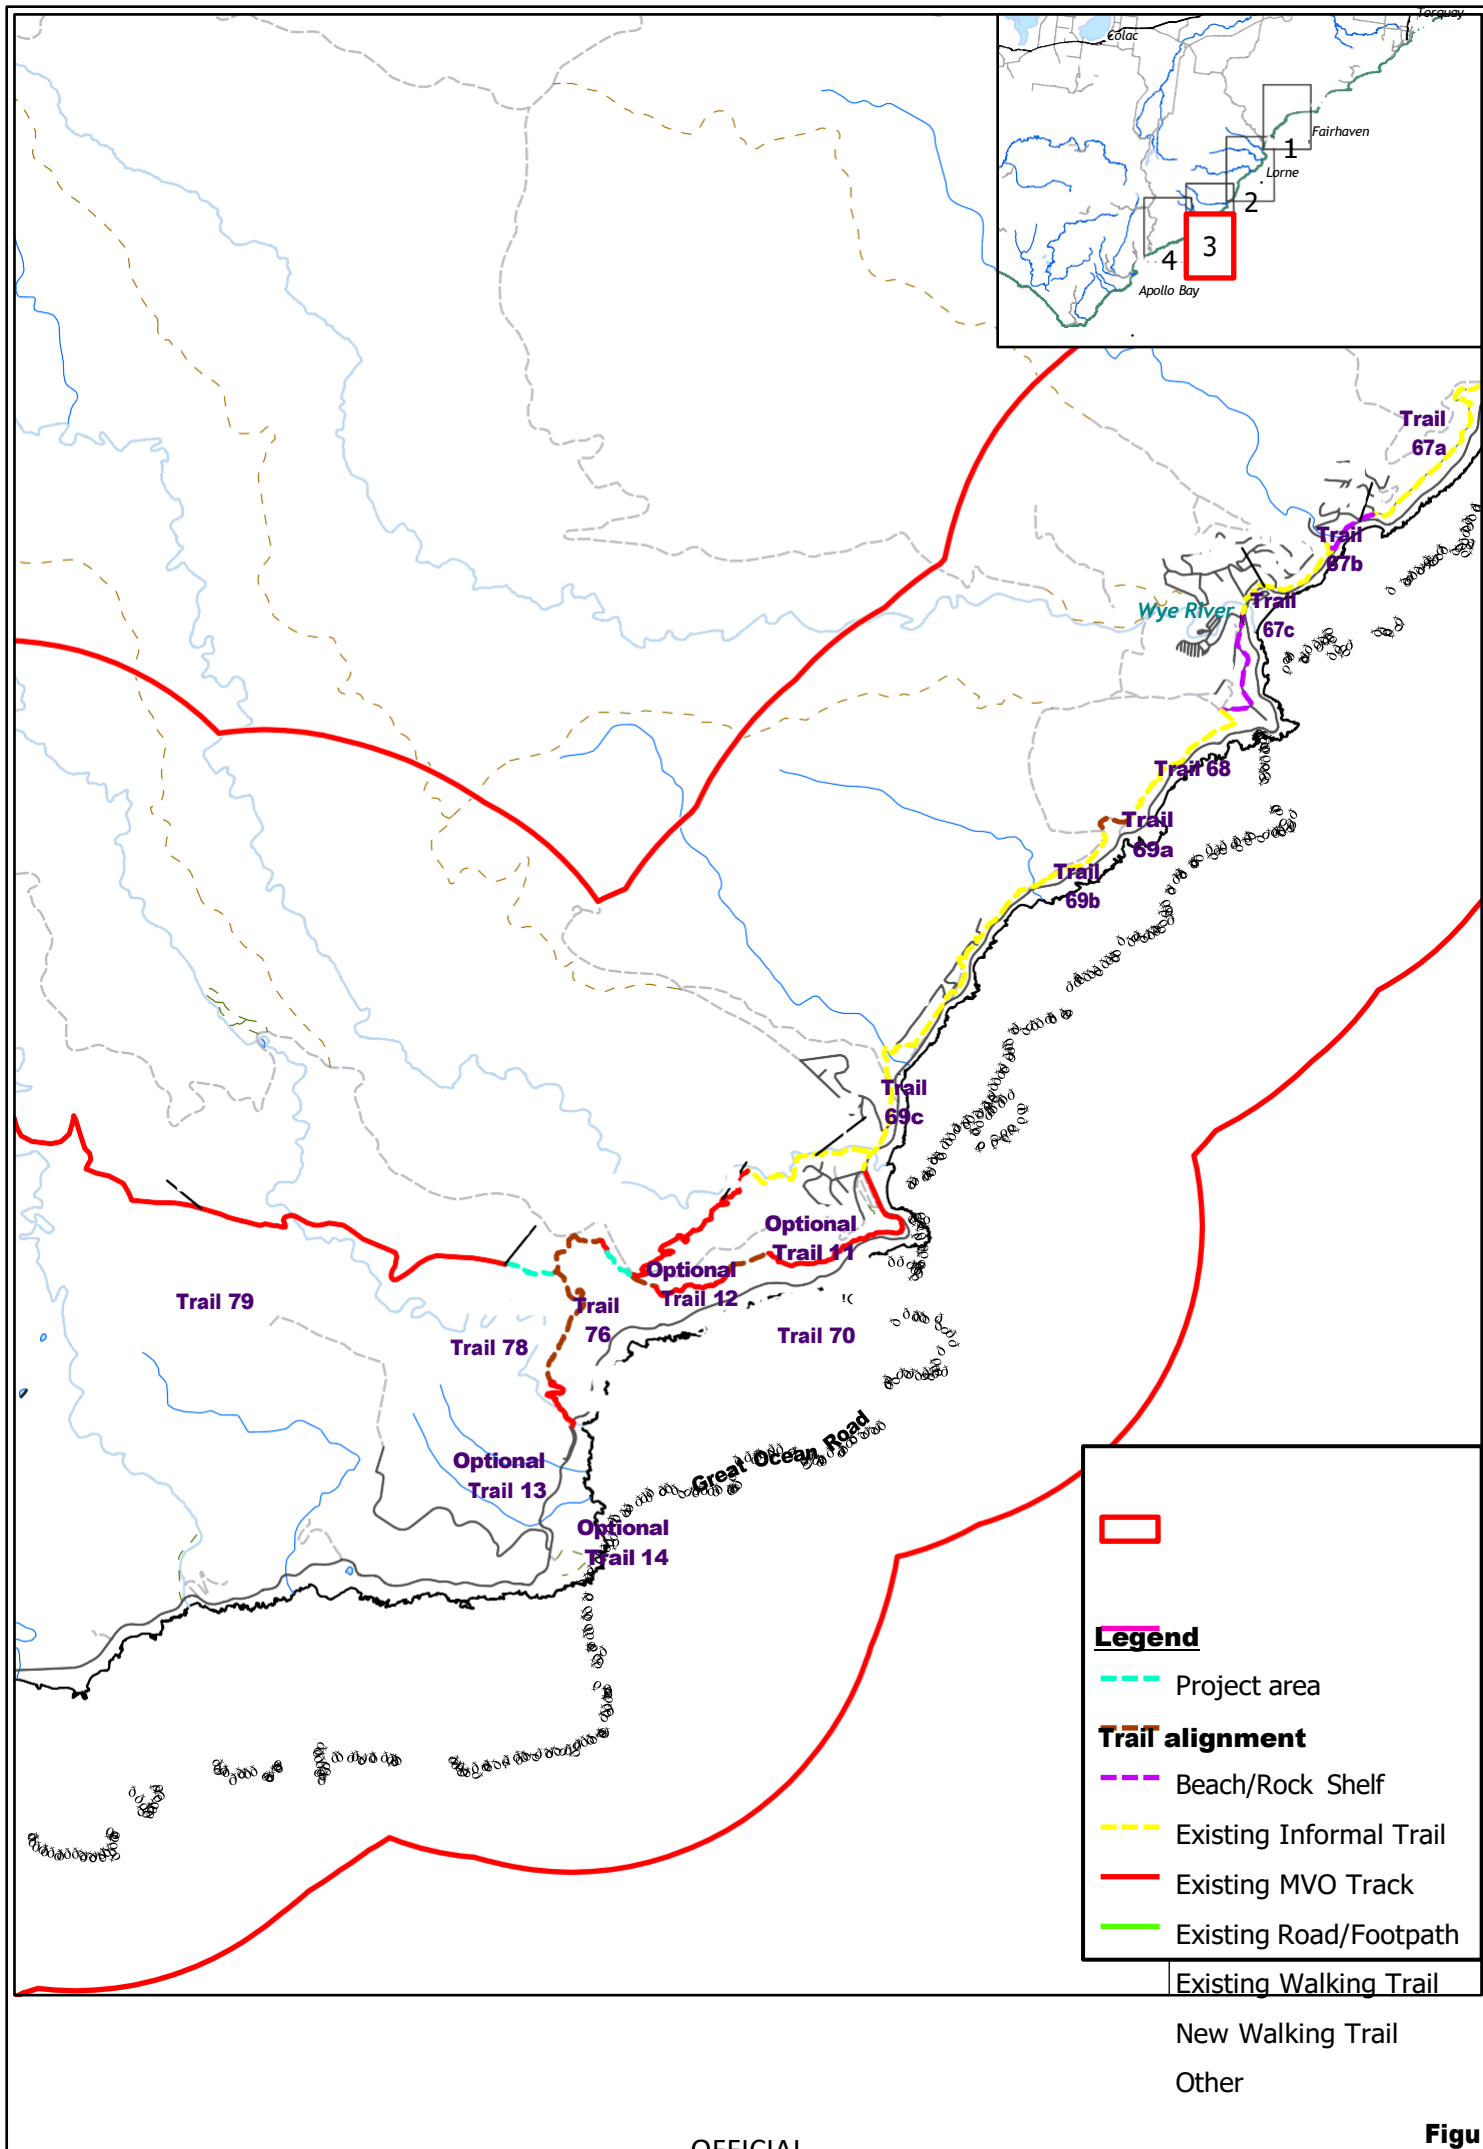 Torquay
Colac
Fairhaven
1
Lorne
2
3
4
Apollo Bay
Trail
67a
Trail
67b
Trail
67c
Wye River
Trail 68
Trail
69a
Trail
69b
Trail
69c
Optional
Trail 11
Optional
Trail 12
Trail 79
Trail
76
Trail 78
Trail 70
Great Ocean Road
Optional
Trail 13
Optional
Trail 14
Legend
Project area
Trail alignment
Beach/Rock Shelf
Existing Informal Trail
Existing MVO Track
Existing Road/Footpath
Existing Walking Trail
New Walking Trail
Other
Figu
OFFICIAL